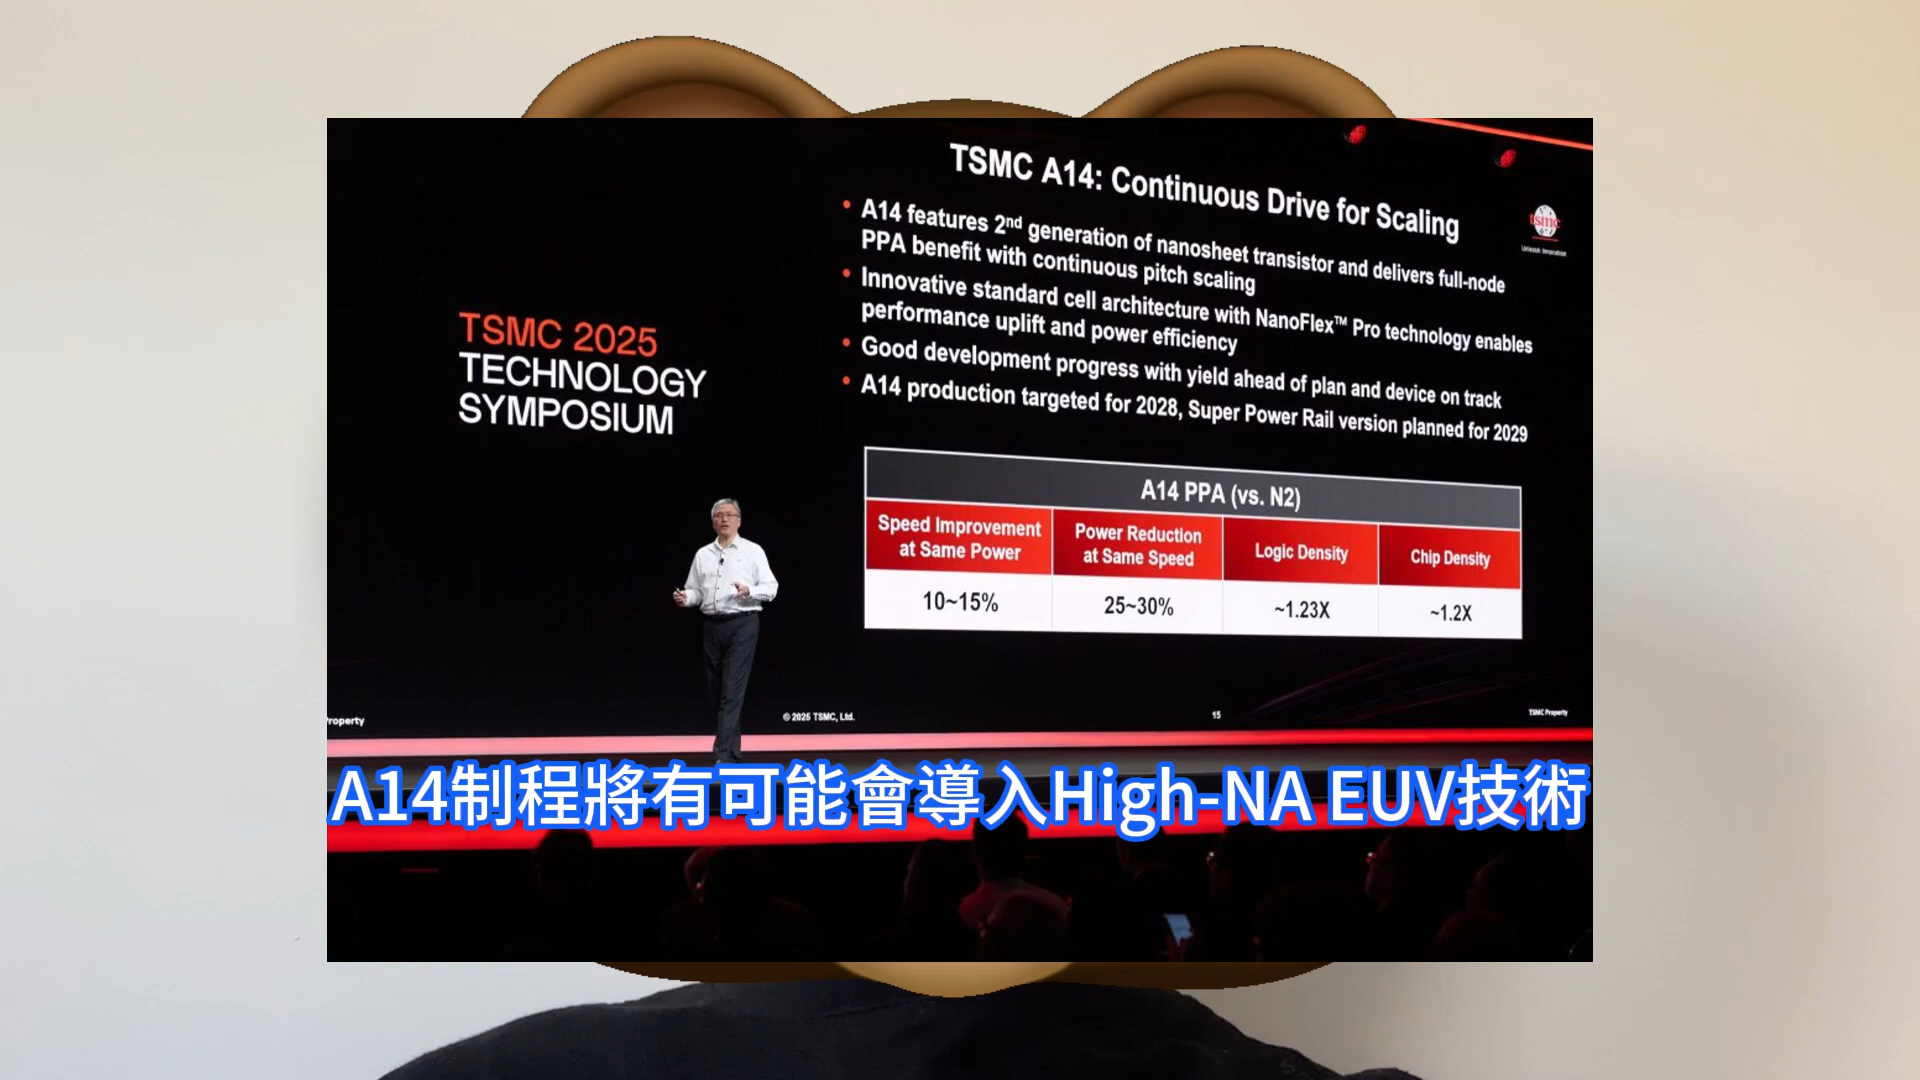 TSMC 2025
TECHNOLOGY
SYMPOSIUM
TSMC A14: Continuous Drive for Scaling
tsmc
Unleash Innovation
• A14 features 2nd generation of nanosheet transistor and delivers full-node
PPA benefit with continuous pitch scaling
• Innovative standard cell architecture with NanoFlex™ Pro technology enables
performance uplift and power efficiency
• Good development progress with yield ahead of plan and device on track
• A14 production targeted for 2028, Super Power Rail version planned for 2029
A14 PPA (vs. N2)
Speed Improvement
at Same Power
Power Reduction
at Same Speed
Logic Density
Chip Density
10~15%
25~30%
~1.23X
~1.2X
Property
© 2025 TSMC, Ltd.
15
TSMC Property
A14制程將有可能會導入High-NA EUV技術